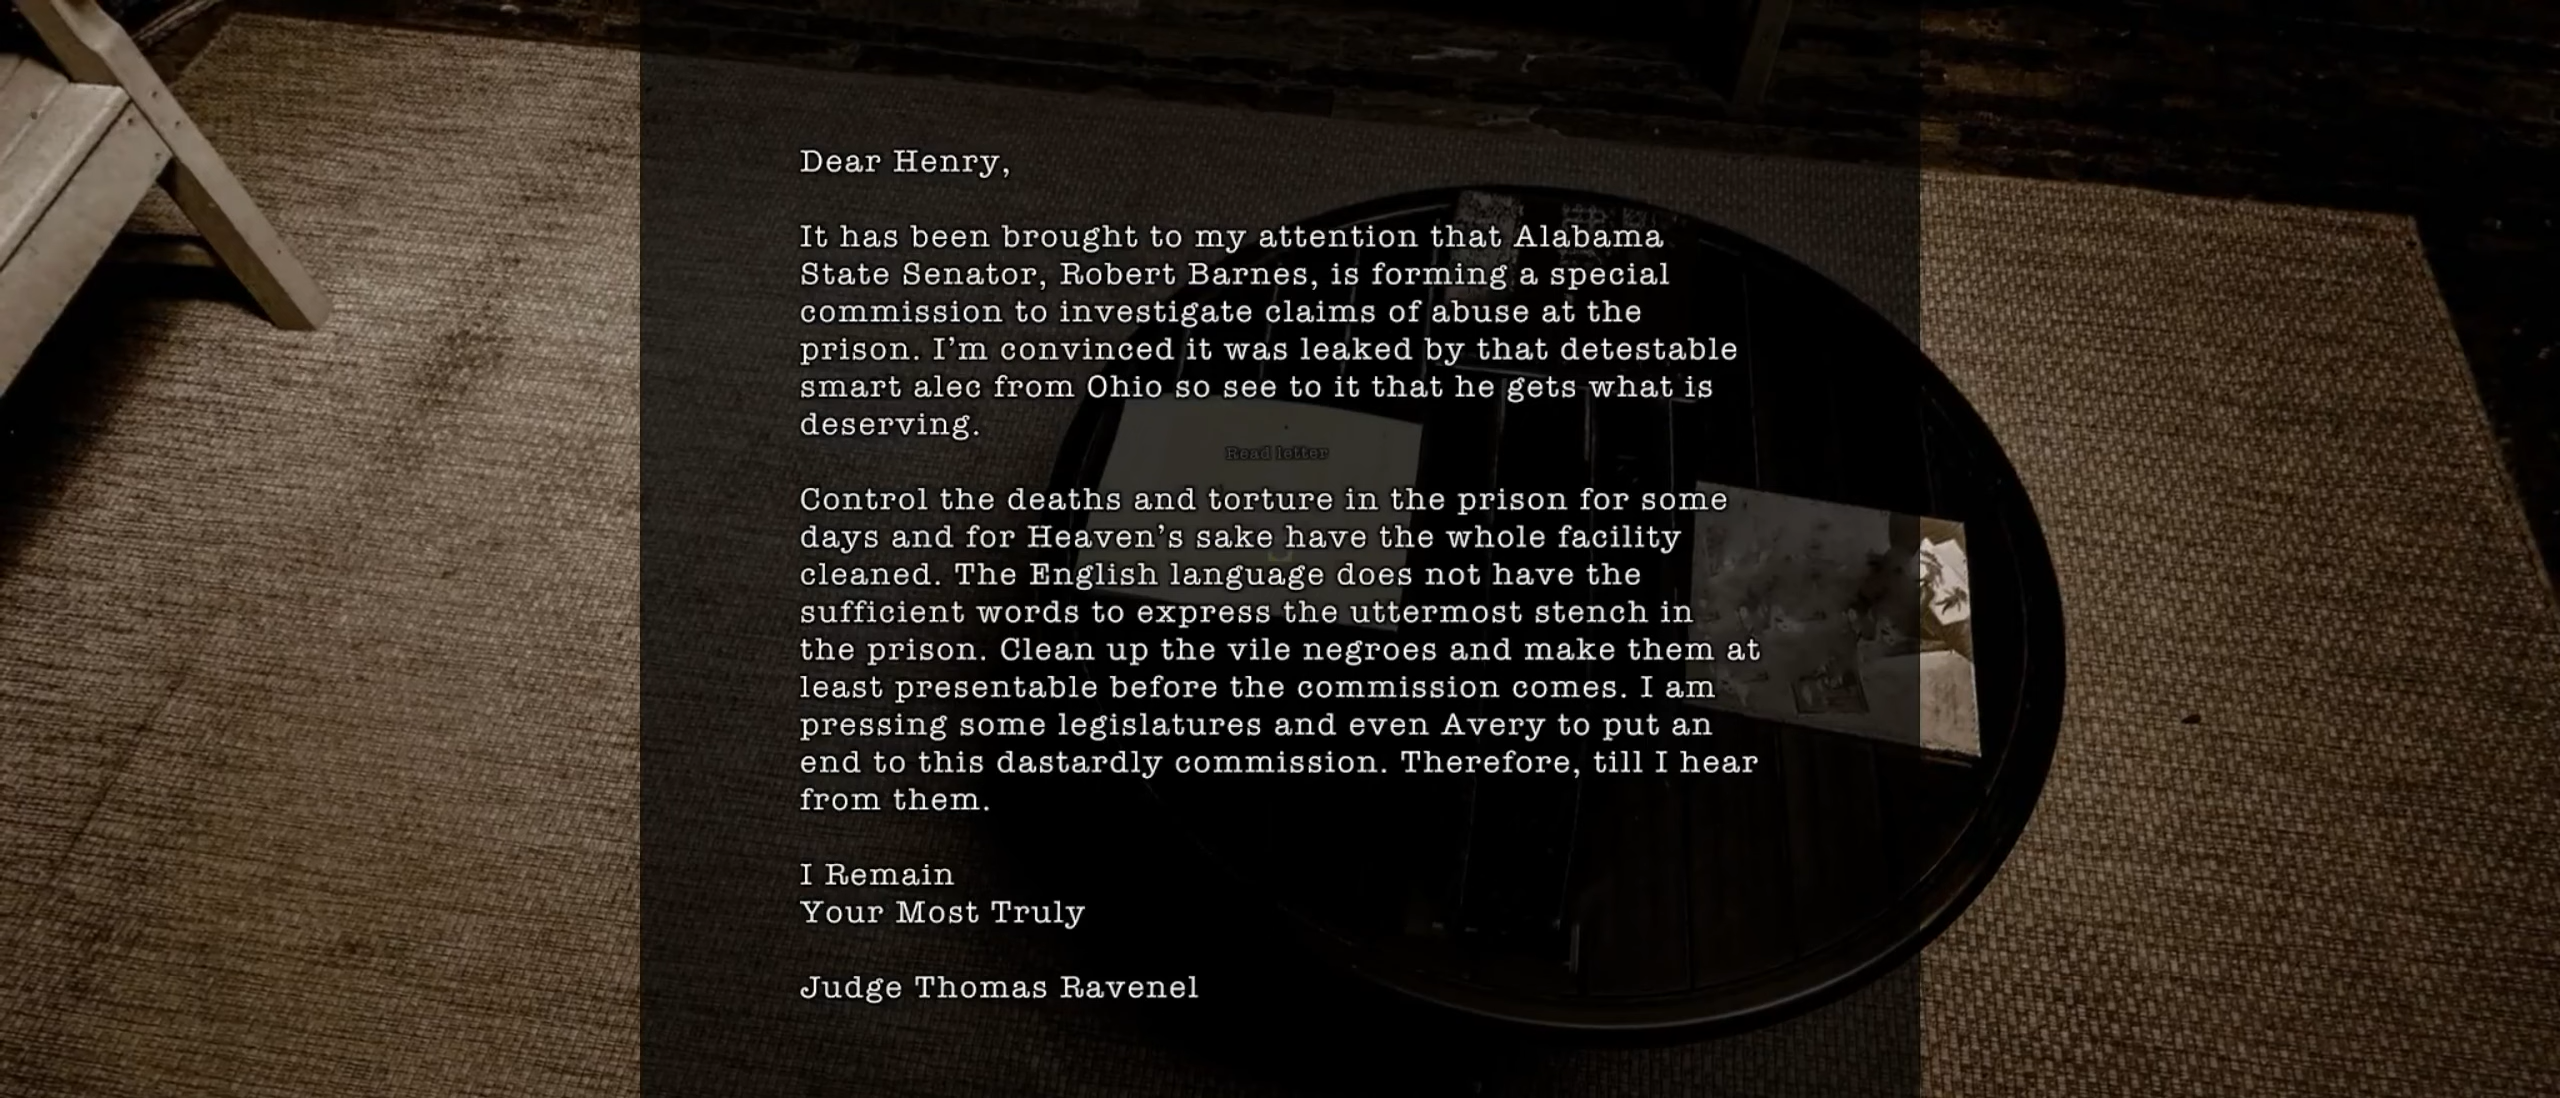 Dear Henry,
It has been brought to my attention that Alabama
State Senator, Robert Barnes, is forming a special
commission to investigate claims of abuse at the
prison. I’m convinced it was leaked by that detestable
smart alec from Ohio so see to it that he gets what is
deserving.
Read letter
Control the deaths and torture in the prison for some
days and for Heaven’s sake have the whole facility
cleaned. The English language does not have the
sufficient words to express the uttermost stench in
the prison. Clean up the vile negroes and make them at
least presentable before the commission comes. I am
pressing some legislatures and even Avery to put an
end to this dastardly commission. Therefore, till I hear
from them.
I Remain
Your Most Truly
Judge Thomas Ravenel